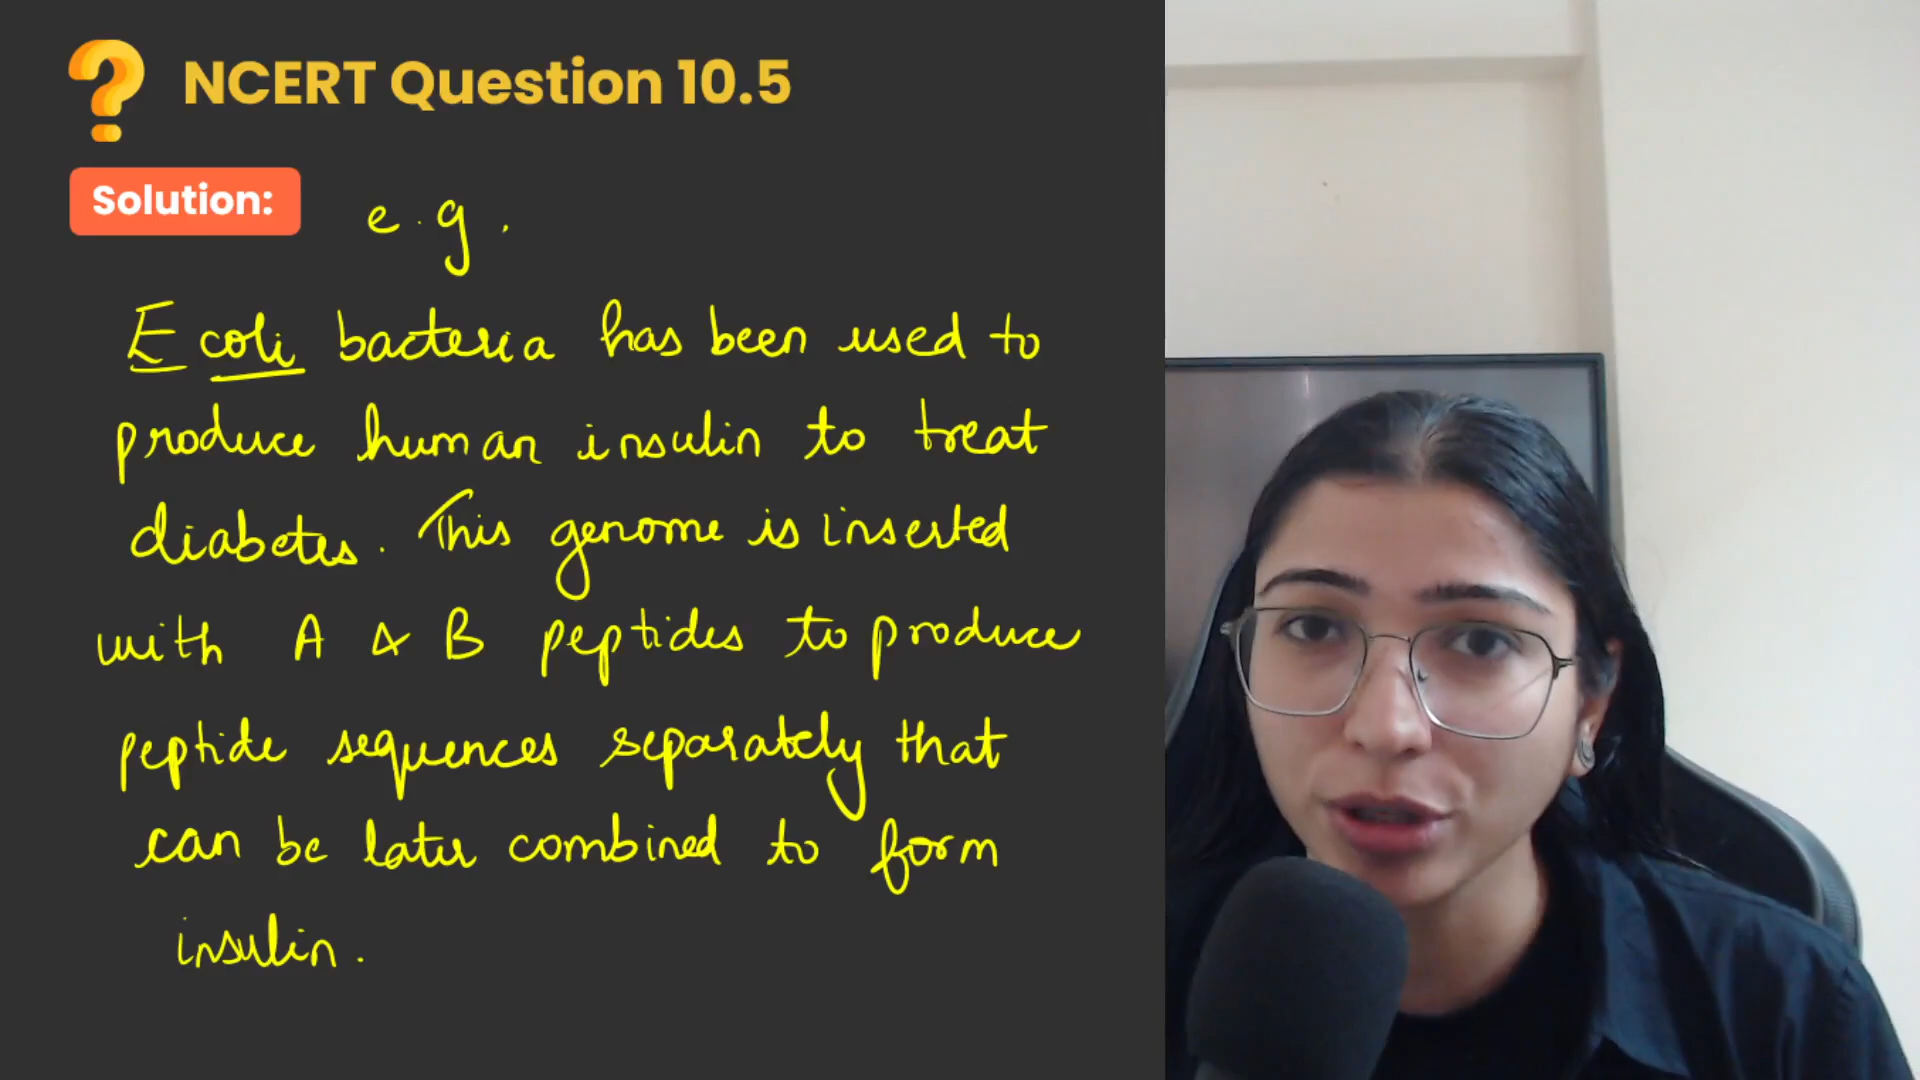 NCERT Question 10.5
Solution: e.g.
E coli bacteria has been used to
produce human insulin to treat
diabetes. This genome is inserted
with A & B peptides to produce
peptide sequences separately that
can be later combined to form
insulin.